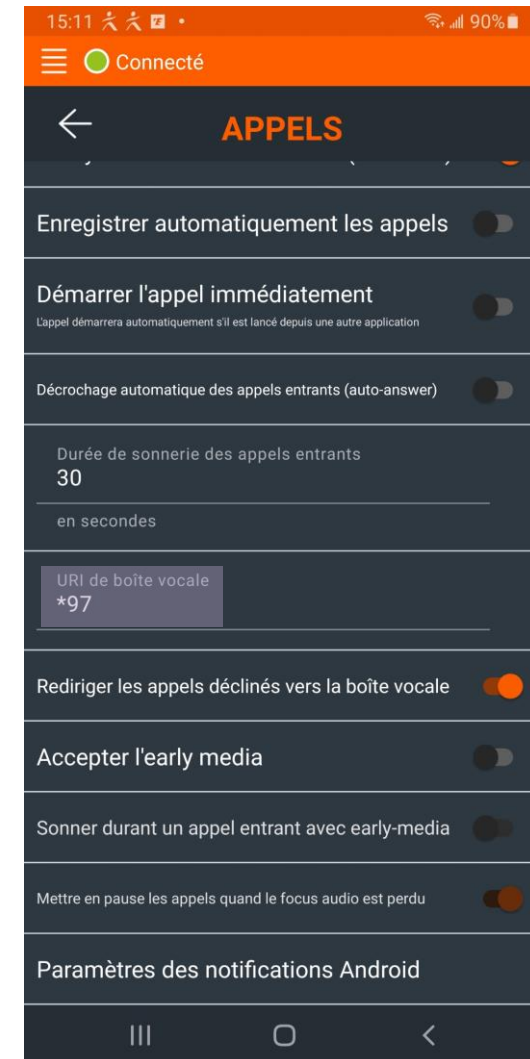 15:11
90%
Connecté
APPELS
Enregistrer automatiquement les appels
Démarrer l'appel immédiatement
L'appel démarrera automatiquement s'il est lancé depuis une autre application
Décrochage automatique des appels entrants (auto-answer)
Durée de sonnerie des appels entrants
30
en secondes
URI de boîte vocale
*97
Rediriger les appels déclinés vers la boîte vocale
Accepter l'early media
Sonner durant un appel entrant avec early-media
Mettre en pause les appels quand le focus audio est perdu
Paramètres des notifications Android